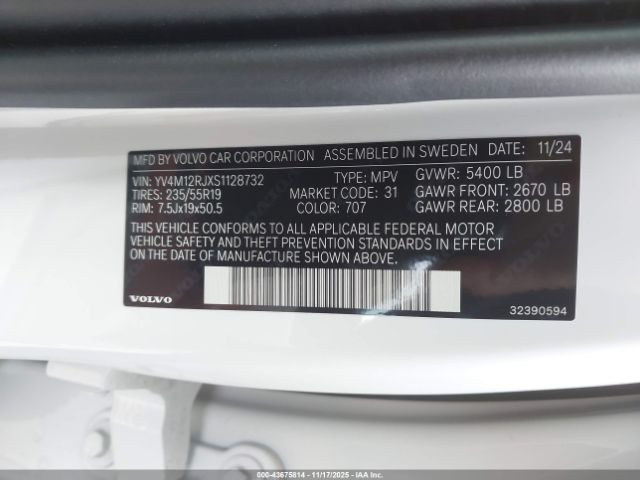 MFD BY VOLVO CAR CORPORATION ASSEMBLED IN SWEDEN DATE: 11/24
VIN: YV4M12RJXS1128732 TYPE: MPV GVWR: 5400 LB
TIRES: 235/55R19 MARKET CODE: 31 GAWR FRONT: 2670 LB
RIM: 7.5Jx19x50.5 COLOR: 707 GAWR REAR: 2800 LB
THIS VEHICLE CONFORMS TO ALL APPLICABLE FEDERAL MOTOR
VEHICLE SAFETY AND THEFT PREVENTION STANDARDS IN EFFECT
ON THE DATE OF MANUFACTURE SHOWN ABOVE.
VOLVO 32390594
© - 43675814 - 11/17/2025 - IAAI.COM